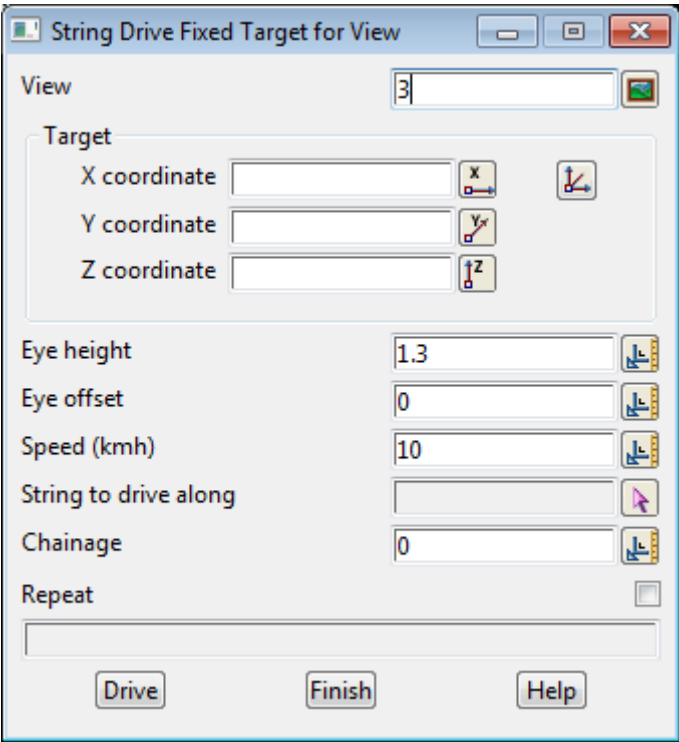 String Drive Fixed Target for View
View 3
Target
X coordinate X
Y coordinate Y
Z coordinate Z
Eye height 1.3
Eye offset 0
Speed (kmh) 10
String to drive along
Chainage 0
Repeat
Drive Finish Help